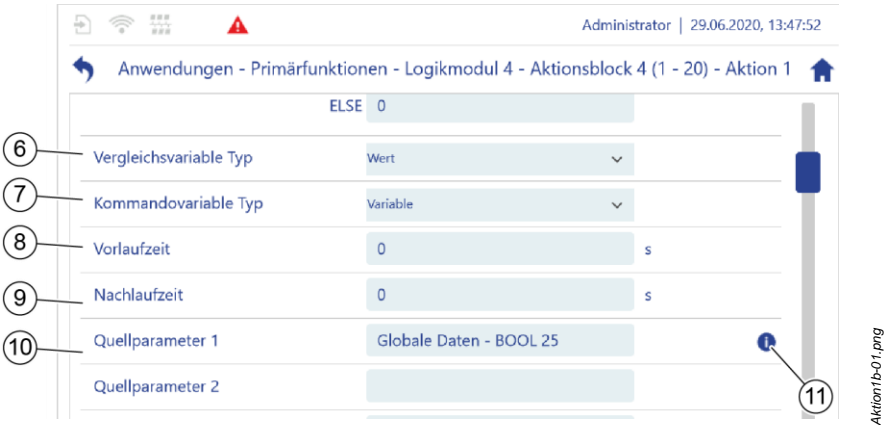 Administrator | 29.06.2020, 13:47:52
Anwendungen - Primärfunktionen - Logikmodul 4 - Aktionsblock 4 (1 - 20) - Aktion 1
ELSE 0
6 Vergleichsvariable Typ Wert
7 Kommandovariable Typ Variable
8 Vorlaufzeit 0 s
9 Nachlaufzeit 0 s
10 Quellparameter 1 Globale Daten - BOOL 25 i
Quellparameter 2
11
Aktion1b-01.png